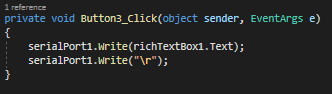 1 reference
private void Button3_Click(object sender, EventArgs e)
{
    serialPort1.Write(richTextBox1.Text);
    serialPort1.Write("\r");
}